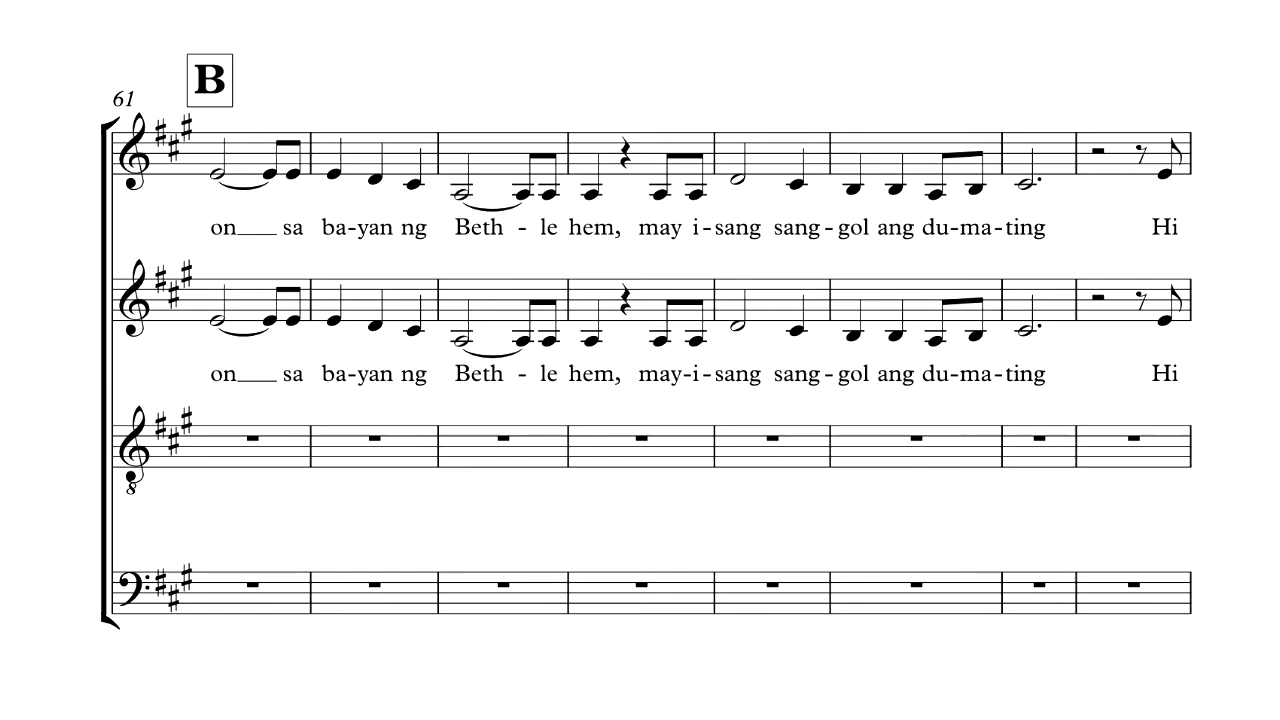 B
61
on sa ba-yan ng Beth - le hem, may i-sang sang-gol ang du-ma-ting Hi
on sa ba-yan ng Beth - le hem, may-i-sang sang-gol ang du-ma-ting Hi
8